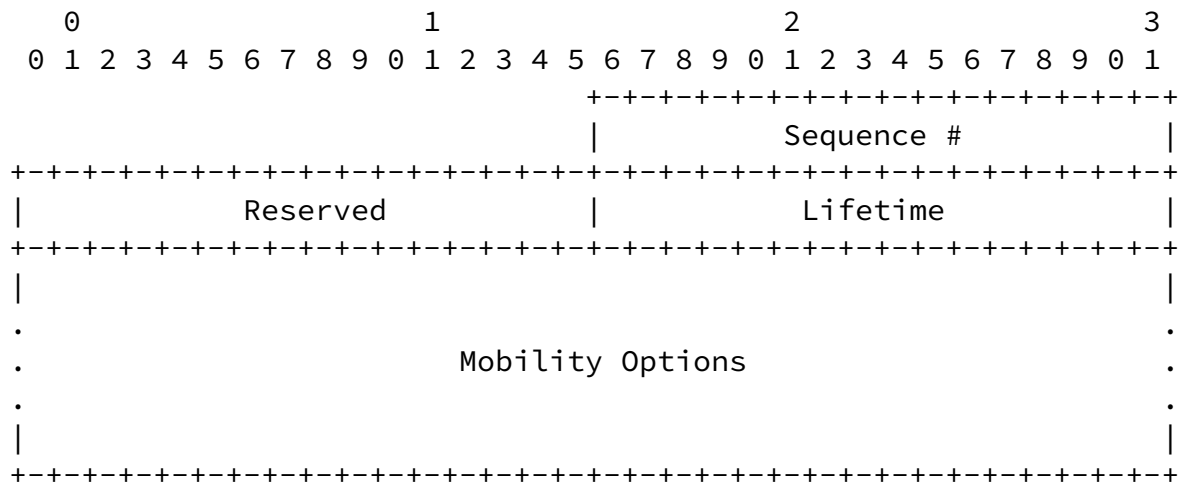 0                   1                   2                   3
 0 1 2 3 4 5 6 7 8 9 0 1 2 3 4 5 6 7 8 9 0 1 2 3 4 5 6 7 8 9 0 1
                                +-+-+-+-+-+-+-+-+-+-+-+-+-+-+-+-+
                                |          Sequence #           |
+-+-+-+-+-+-+-+-+-+-+-+-+-+-+-+-+-+-+-+-+-+-+-+-+-+-+-+-+-+-+-+-+
|            Reserved           |           Lifetime            |
+-+-+-+-+-+-+-+-+-+-+-+-+-+-+-+-+-+-+-+-+-+-+-+-+-+-+-+-+-+-+-+-+
|                                                               |
.                                                               .
.                        Mobility Options                       .
.                                                               .
|                                                               |
+-+-+-+-+-+-+-+-+-+-+-+-+-+-+-+-+-+-+-+-+-+-+-+-+-+-+-+-+-+-+-+-+